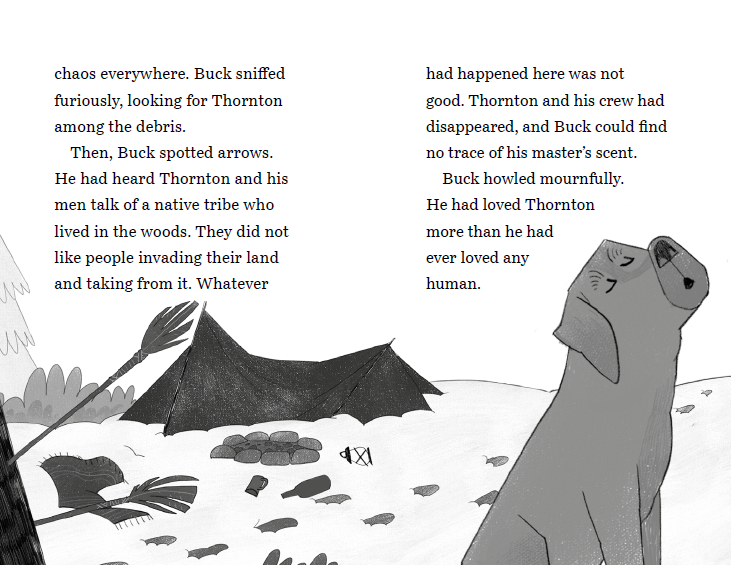 chaos everywhere. Buck sniffed
furiously, looking for Thornton
among the debris.
Then, Buck spotted arrows.
He had heard Thornton and his
men talk of a native tribe who
lived in the woods. They did not
like people invading their land
and taking from it. Whatever
had happened here was not
good. Thornton and his crew had
disappeared, and Buck could find
no trace of his master’s scent.
Buck howled mournfully.
He had loved Thornton
more than he had
ever loved any
human.